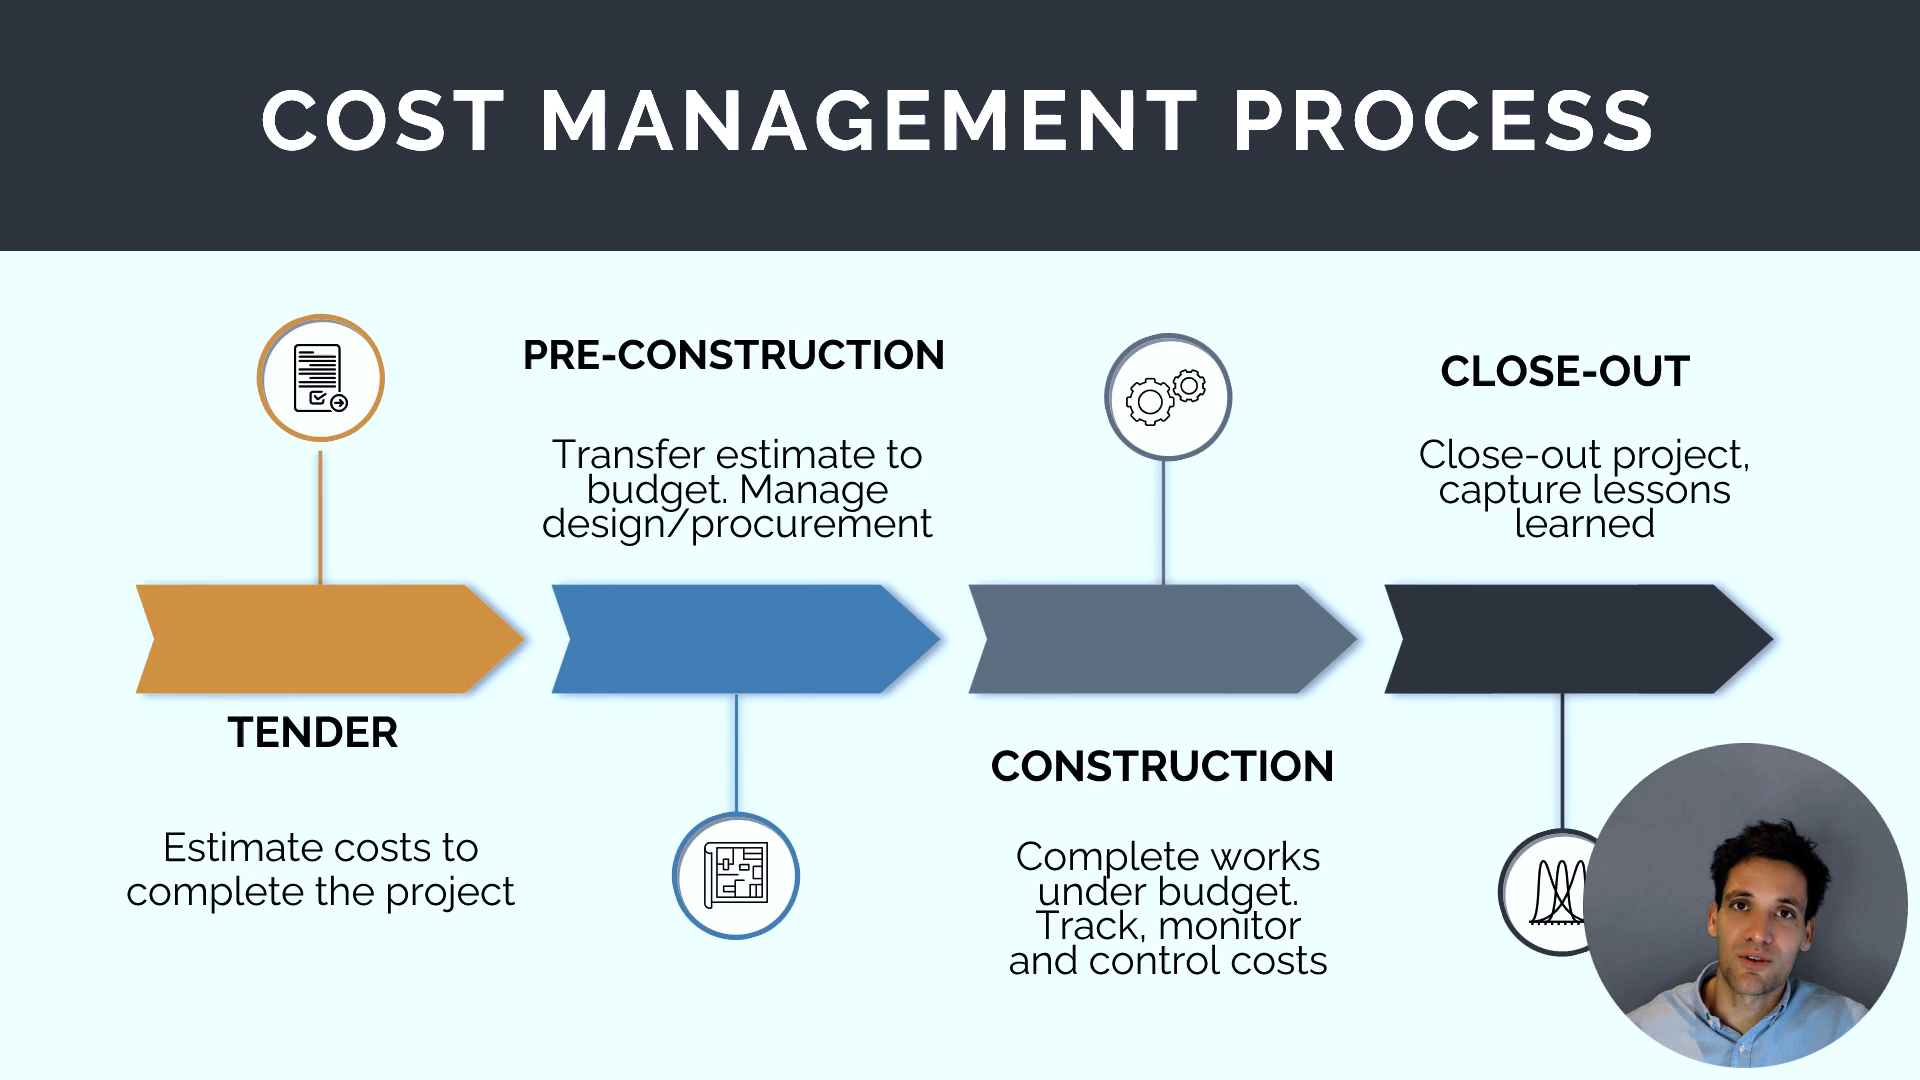 COST MANAGEMENT PROCESS
TENDER
Estimate costs to
complete the project
PRE-CONSTRUCTION
Transfer estimate to
budget. Manage
design/procurement
CONSTRUCTION
Complete works
under budget.
Track, monitor
and control costs
CLOSE-OUT
Close-out project,
capture lessons
learned